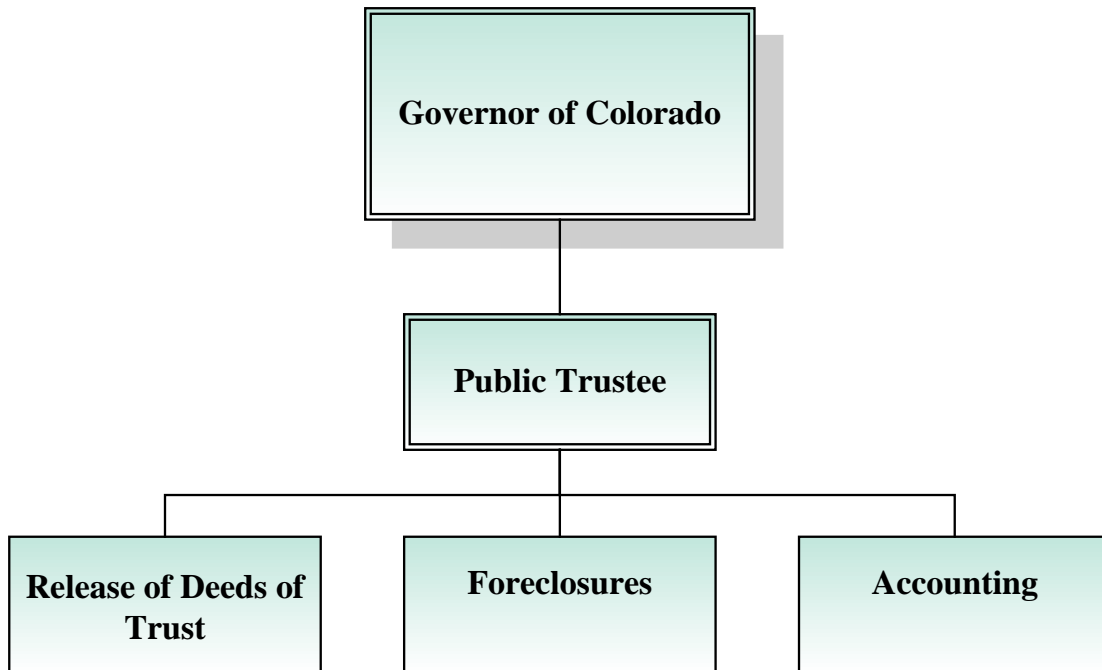 Governor of Colorado
Public Trustee
Release of Deeds of
Trust
Foreclosures
Accounting